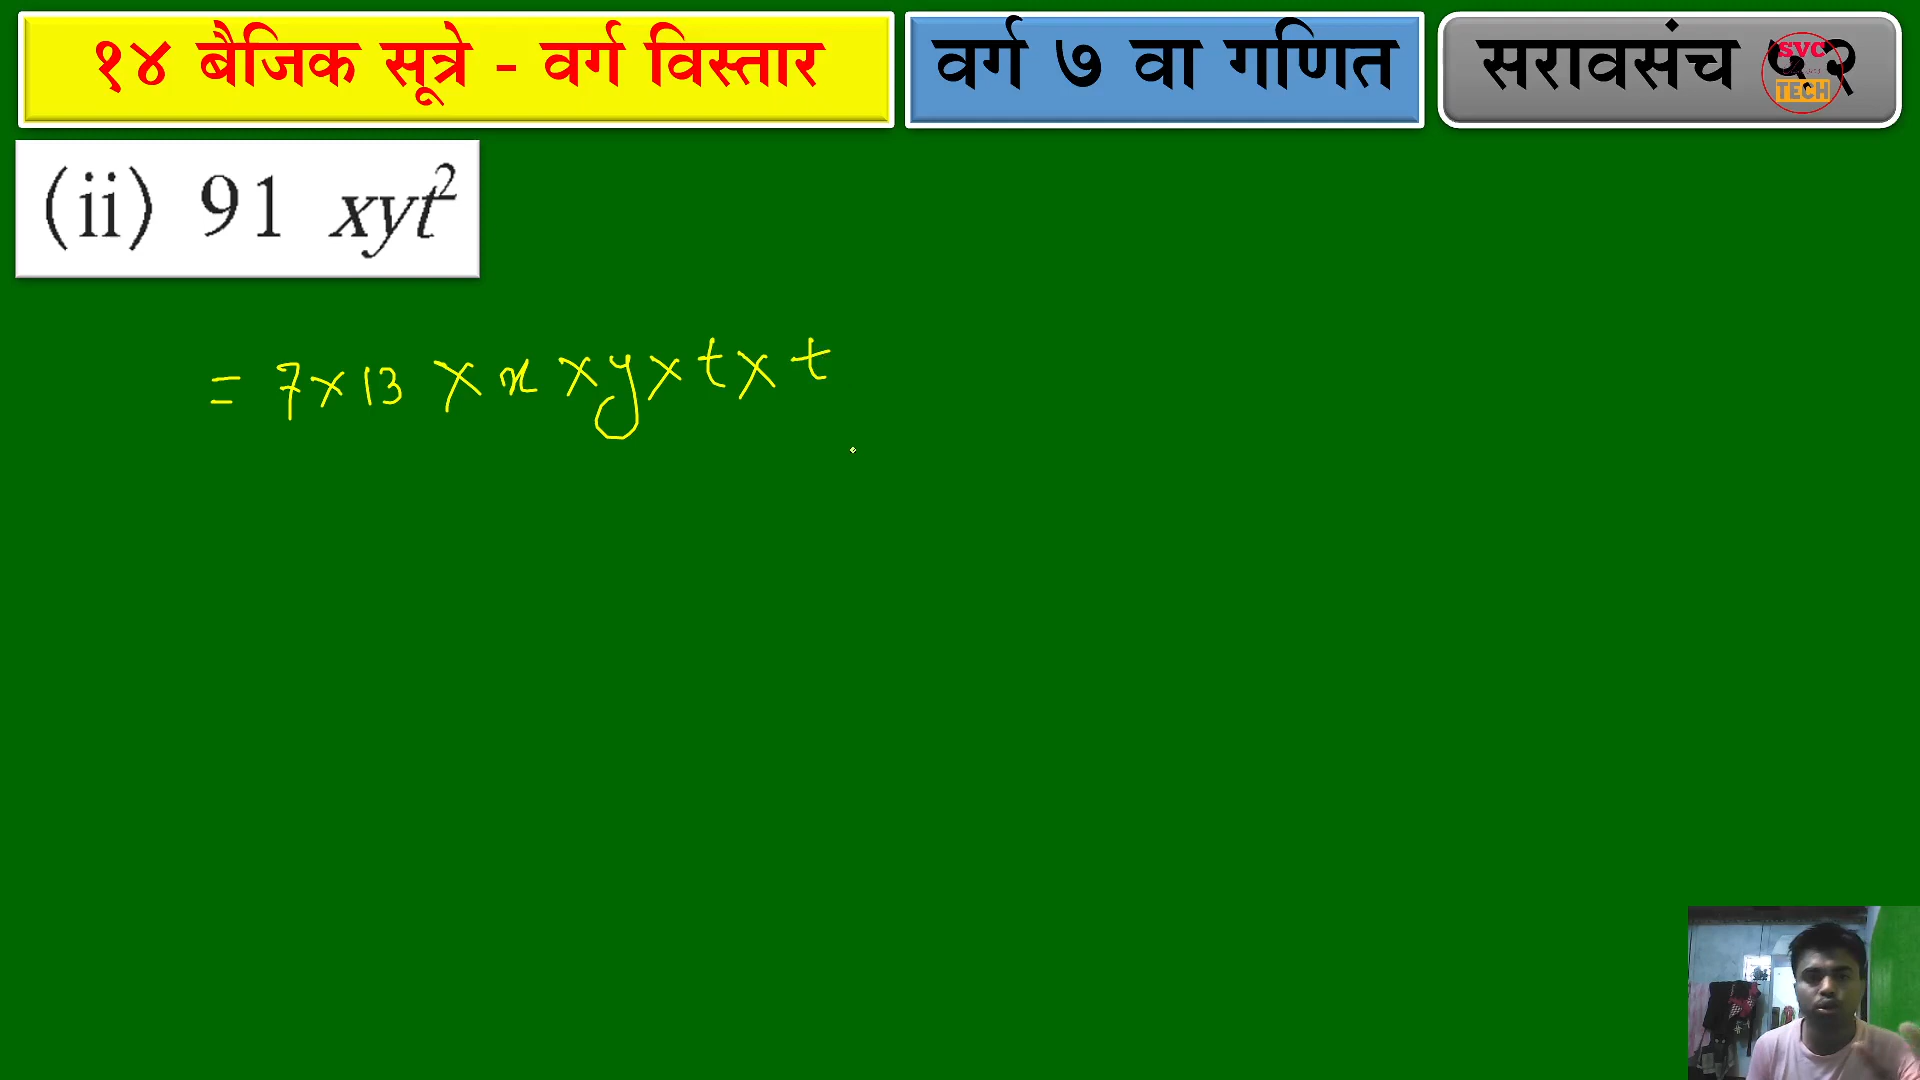 १४ बैजिक सूत्रे - वर्ग विस्तार
वर्ग ७ वा गणित
सरावसंच ५२
SVC
TECH
(ii) 91 xyt²
= 7 × 13 × x × y × t × t